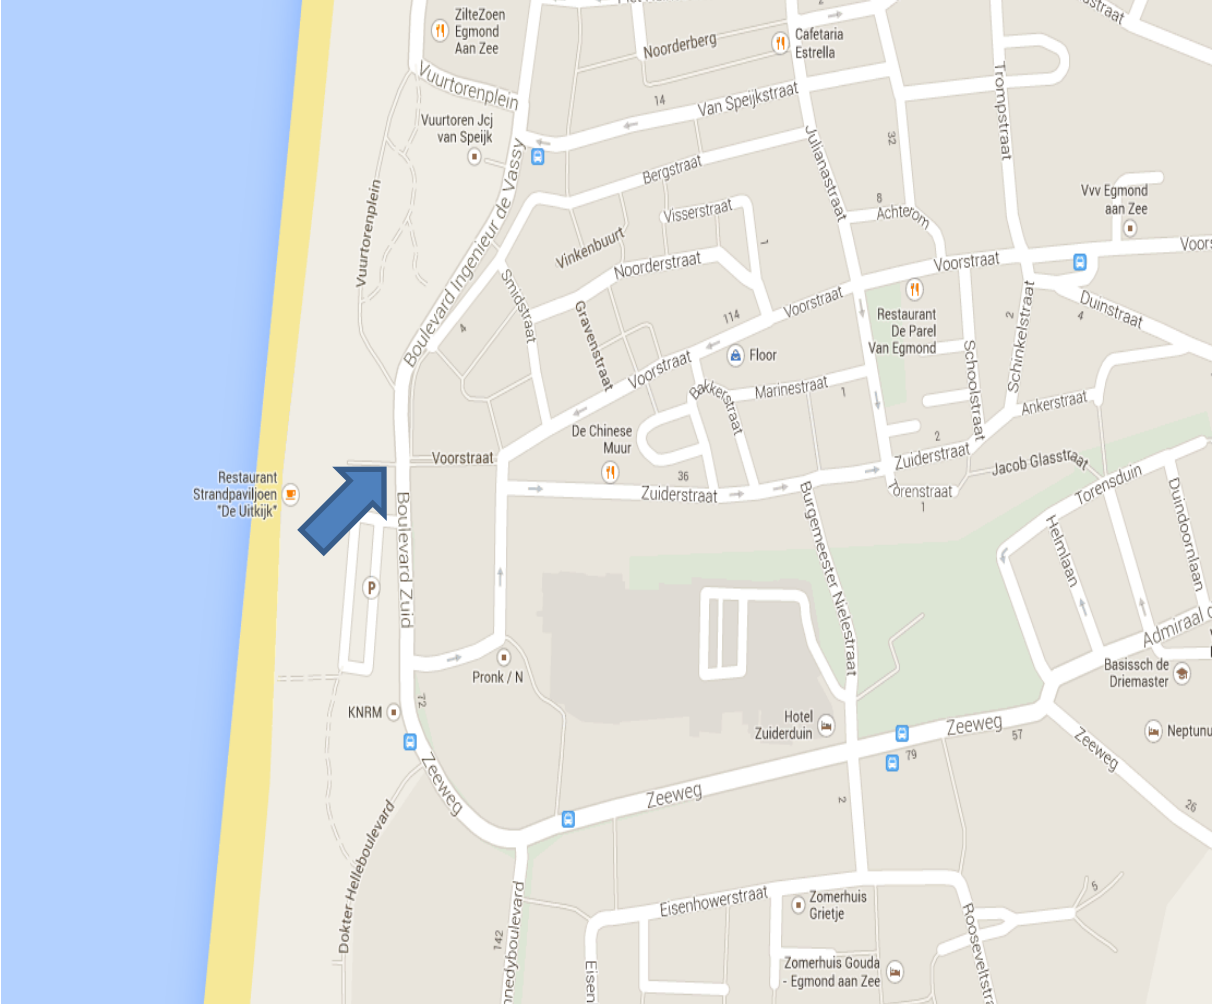 ZilteZoen
Egmond
Aan Zee
Noorderberg
2
Cafetaria
Estrella
Vuurtorenplein
14
Van Speijkstraat
Trompstraat
Vuurtoren Jcj
van Speijk
32
Julianastraat
Bergstraat
Vuurtorenplein
Boulevard Ingenieur de Vassy
Visserstraat
8
Achterom
Vvv Egmond
aan Zee
Vinkenbuurt
1
Noorderstraat
Voorstraat
Smidstraat
Gravenstraat
114
Voorstraat
Restaurant
De Parel
Van Egmond
2
Schinkelstraat
4
Duinstraat
4
Floor
Voorstraat
Schoolstraat
Bakkerstraat
Marinestraat
1
Ankerstraat
De Chinese
Muur
2
Zuiderstraat
Voorstraat
Restaurant
Strandpaviljoen
"De Uitkijk"
36
Zuiderstraat
Jacob Glasstraat
Torenstraat
1
Torensduin
Duindoornlaan
Helmlaan
Boulevard Zuid
Burgemeester Nielestraat
P
Pronk / N
Admiraal
Basissch de
Driemaster
KNRM
72
Hotel
Zuiderduin
Zeeweg
57
79
Neptunu
Zeeweg
Zeeweg
Zeeweg
2
26
Dokter Helleboulevard
142
nnedyboulevard
Eisenhowerstraat
Eisen
Zomerhuis
Grietje
5
Rooseveltstra
Zomerhuis Gouda
- Egmond aan Zee